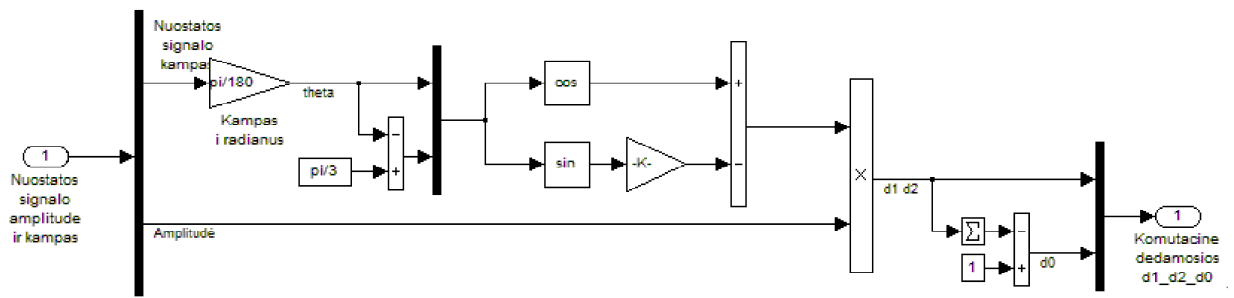 1
Nuostatos
signalo
amplitude
ir kampas
Nuostatos
signalo
kampas
pi/180
Kampas
i radianus
theta
pi/3
-
+
cos
sin
-K-
+
-
Amplitudė
×
d1 d2
Σ
1
-
+
d0
1
Komutacine
dedamosios
d1_d2_d0